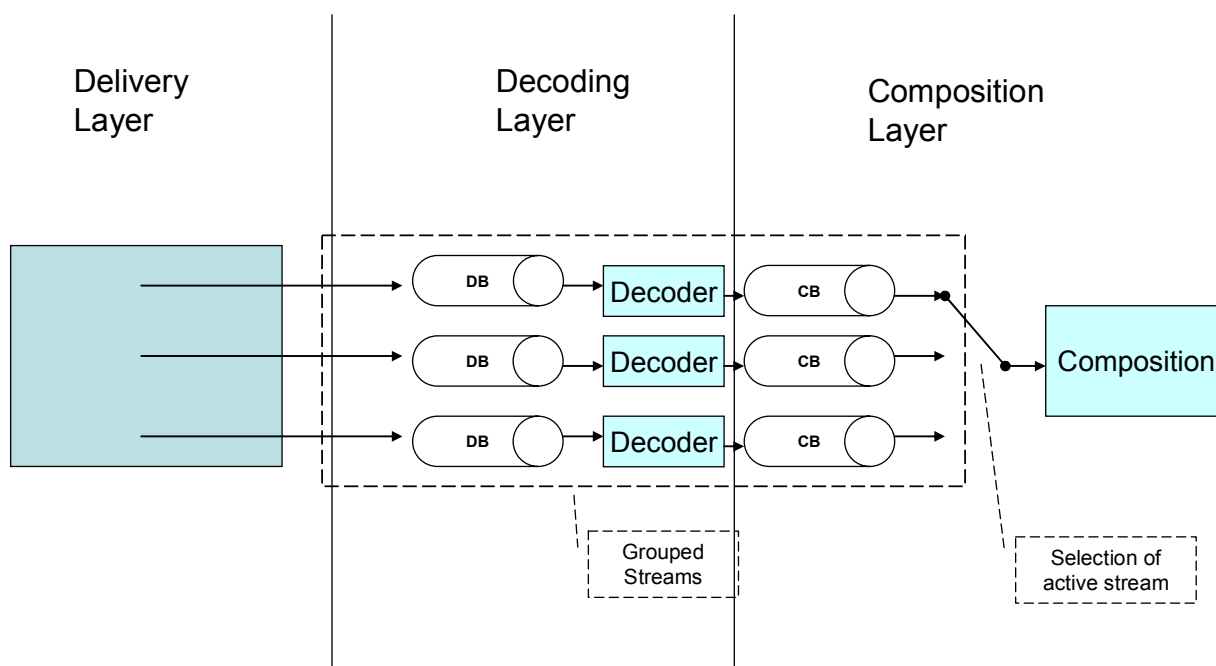 Delivery
Layer
Decoding
Layer
Composition
Layer
DB
Decoder
CB
DB
Decoder
CB
Composition
DB
Decoder
CB
Grouped
Streams
Selection of
active stream